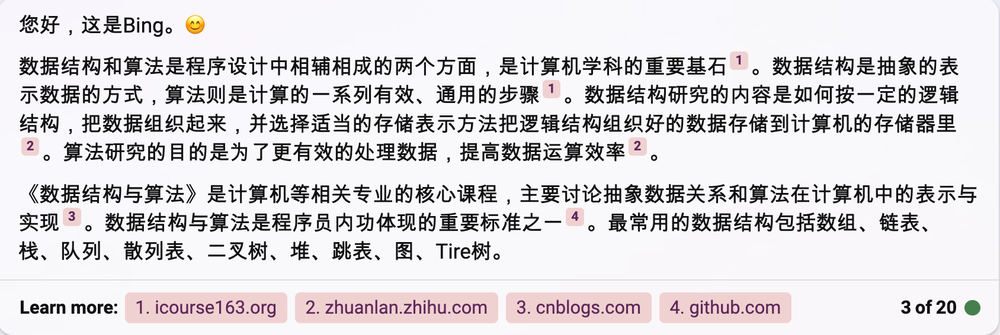 您好，这是Bing。😊
数据结构和算法是程序设计中相辅相成的两个方面，是计算机学科的重要基石1。数据结构是抽象的表
示数据的方式，算法则是计算的一系列有效、通用的步骤1。数据结构研究的内容是如何按一定的逻辑
结构，把数据组织起来，并选择适当的存储表示方法把逻辑结构组织好的数据存储到计算机的存储器里
2。算法研究的目的是为了更有效的处理数据，提高数据运算效率2。
《数据结构与算法》是计算机等相关专业的核心课程，主要讨论抽象数据关系和算法在计算机中的表示与
实现3。数据结构与算法是程序员内功体现的重要标准之一4。最常用的数据结构包括数组、链表、
栈、队列、散列表、二叉树、堆、跳表、图、Tire树。
Learn more: 1. icourse163.org 2. zhuanlan.zhihu.com 3. cnblogs.com 4. github.com 3 of 20